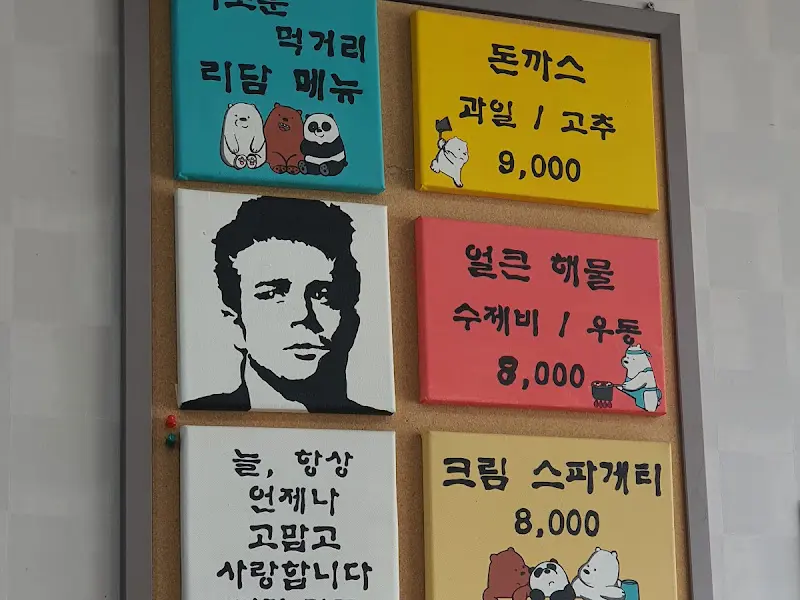 먹거리
리담 메뉴
돈까스
과일 / 고추
9,000
얼큰 해물
수제비 / 우동
8,000
늘, 항상
언제나
고맙고
사랑합니다
크림 스파게티
8,000